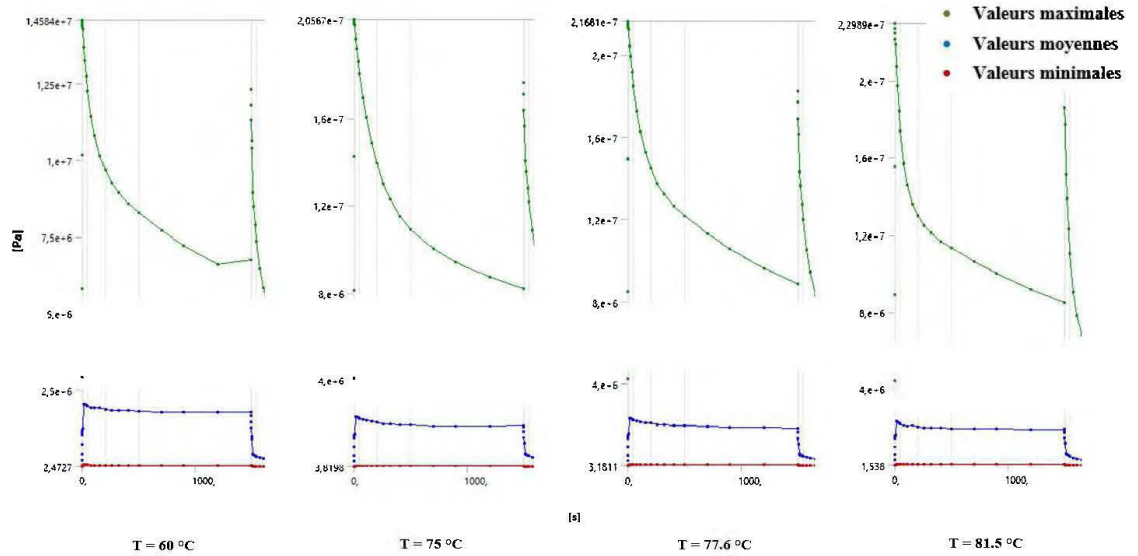 Valeurs maximales
Valeurs moyennes
Valeurs minimales
[Pa]
1,4584e+7
1,25e+7
1,e+7
7,5e+6
5,e+6
2,5e-6
2,4727
0,
1000,
2,0567e+7
1,6e-7
1,2e-7
8,e-6
4,e-6
3,8198
0,
1000,
2,1681e-7
2,e-7
1,6e-7
1,2e-7
8,e-6
4,e-6
3,1811
0,
1000,
2,2989e+7
2,e-7
1,6e-7
1,2e-7
8,e-6
4,e-6
1,538
0,
1000,
[s]
T = 60 °C
T = 75 °C
T = 77.6 °C
T = 81.5 °C